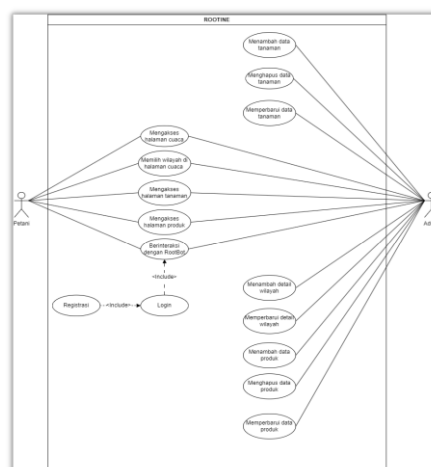 ROOTINE
Menambah data
tanaman
Menghapus data
tanaman
Memperbarui data
tanaman
Mengakses
halaman cuaca
Memilih wilayah di
halaman cuaca
Mengakses
halaman tanaman
Mengakses
halaman produk
Berinteraksi
dengan RootBot
Petani
<Include>
Registrasi
<Include>
Login
Menambah detail
wilayah
Memperbarui detail
wilayah
Menambah data
produk
Menghapus data
produk
Memperbarui data
produk